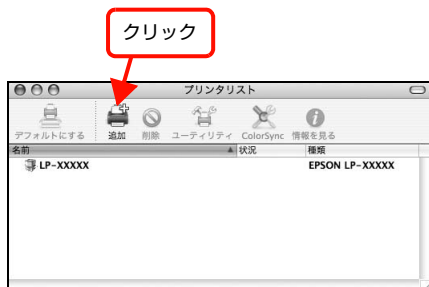 クリック
プリンタリスト
デフォルトにする 追加 削除 ユーティリティ ColorSync 情報を見る
名前 状況 種類
LP-XXXXX EPSON LP-XXXXX